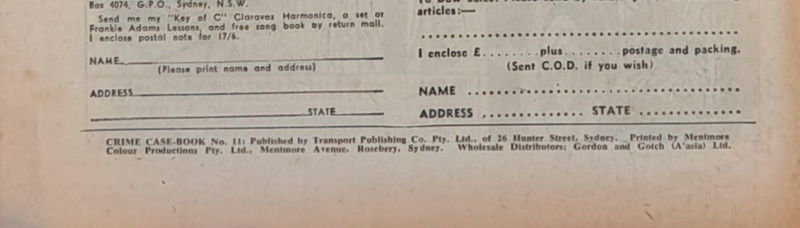 Box 4074, G.P.O., Sydney, N.S.W.
Send me my "Key of C" Claravox Harmonica, a set of
Frankie Adams Lessons, and free song book by return mail.
I enclose postal note for 17/6.
NAME
(Please print name and address)
ADDRESS
STATE
articles:—
I enclose £........plus........postage and packing.
(Sent C.O.D. if you wish)
NAME
ADDRESS .............. STATE ..............
CRIME CASE-BOOK No. 11: Published by Transport Publishing Co. Pty. Ltd., of 26 Hunter Street, Sydney. Printed by Mentmore
Colour Productions Pty. Ltd., Mentmore Avenue, Rosebery, Sydney. Wholesale Distributors: Gordon and Gotch (A'asia) Ltd.